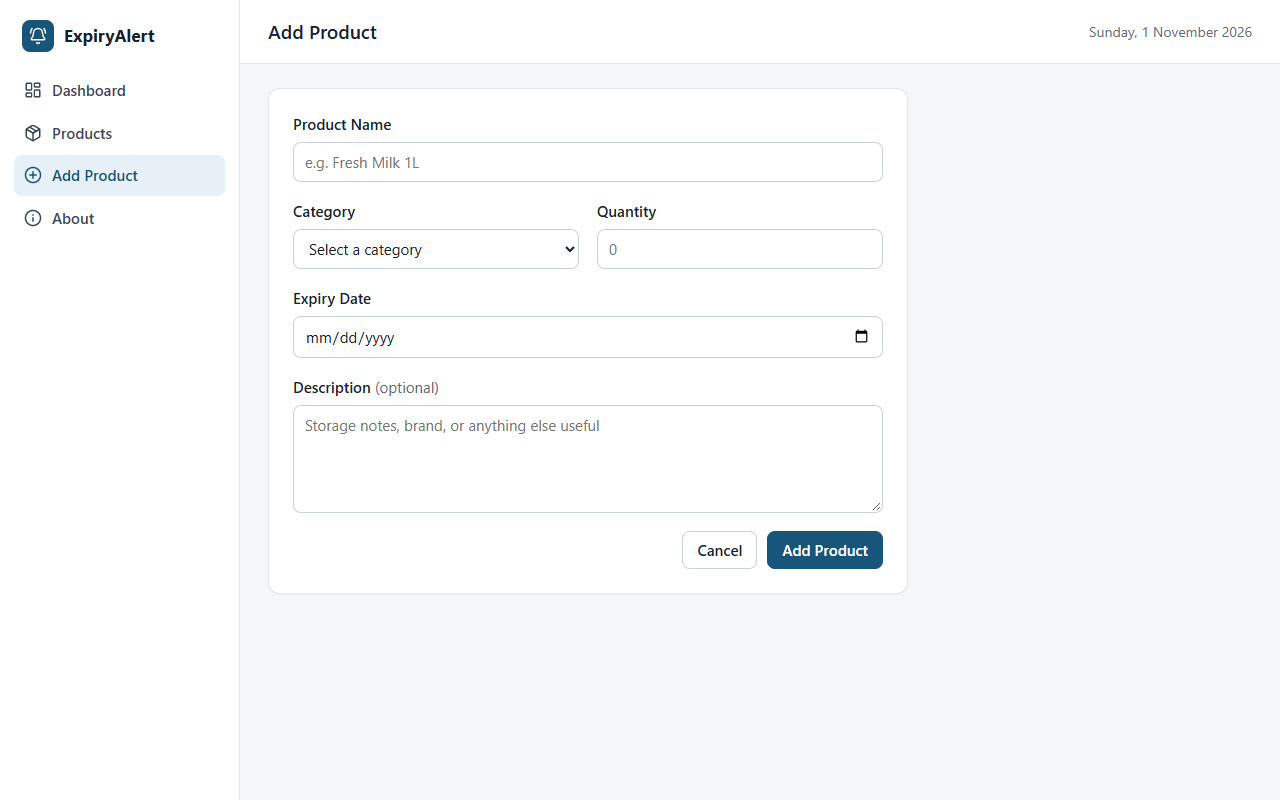 ExpiryAlert
Dashboard
Products
Add Product
About
Add Product
Sunday, 1 November 2026
Product Name
e.g. Fresh Milk 1L
Category
Quantity
Select a category
0
Expiry Date
mm/dd/yyyy
Description (optional)
Storage notes, brand, or anything else useful
Cancel
Add Product